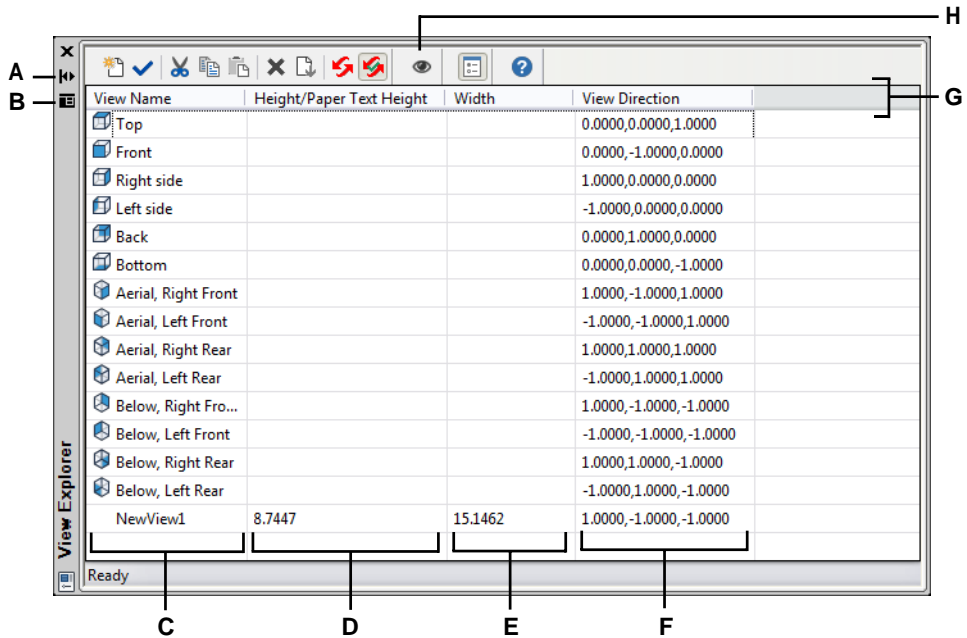 H
A
B
G
View Name Height/Paper Text Height Width View Direction
Top 0.0000,0.0000,1.0000
Front 0.0000,-1.0000,0.0000
Right side 1.0000,0.0000,0.0000
Left side -1.0000,0.0000,0.0000
Back 0.0000,1.0000,0.0000
Bottom 0.0000,0.0000,-1.0000
Aerial, Right Front 1.0000,-1.0000,1.0000
Aerial, Left Front -1.0000,-1.0000,1.0000
Aerial, Right Rear 1.0000,1.0000,1.0000
Aerial, Left Rear -1.0000,1.0000,1.0000
Below, Right Fro... 1.0000,-1.0000,-1.0000
Below, Left Front -1.0000,-1.0000,-1.0000
Below, Right Rear 1.0000,1.0000,-1.0000
Below, Left Rear -1.0000,1.0000,-1.0000
NewView1 8.7447 15.1462 1.0000,-1.0000,-1.0000
View Explorer
Ready
C D E F